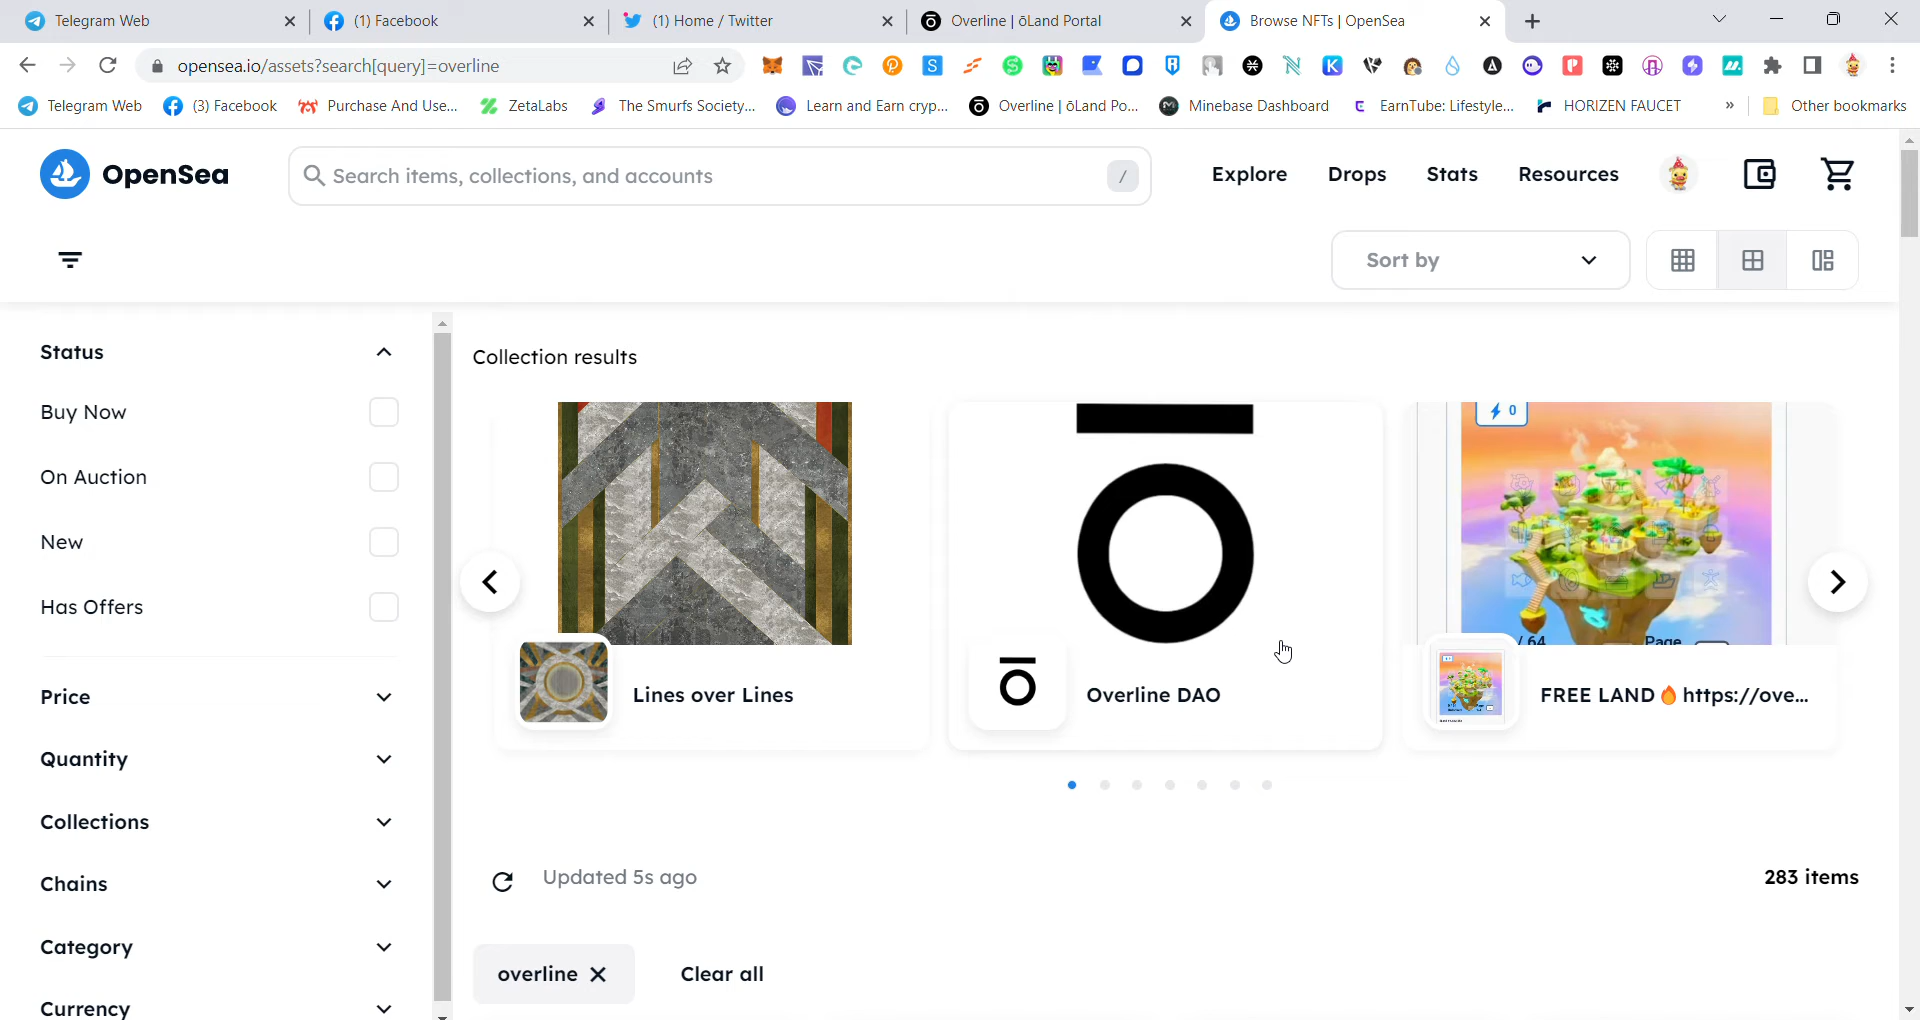 Telegram Web
(1) Facebook
(1) Home / Twitter
Overline | ōLand Portal
Browse NFTs | OpenSea
opensea.io/assets?search[query]=overline
Telegram Web
(3) Facebook
Purchase And Use...
ZetaLabs
The Smurfs Society...
Learn and Earn cryp...
Overline | ōLand Po...
Minebase Dashboard
EarnTube: Lifestyle...
HORIZEN FAUCET
»
Other bookmarks
OpenSea
Search items, collections, and accounts
/
Explore
Drops
Stats
Resources
Sort by
Status
Buy Now
On Auction
New
Has Offers
Price
Quantity
Collections
Chains
Category
Currency
Collection results
Lines over Lines
ō
Overline DAO
0
/ 64
Page
FREE LAND🔥https://ove...
Updated 5s ago
283 items
overline
Clear all